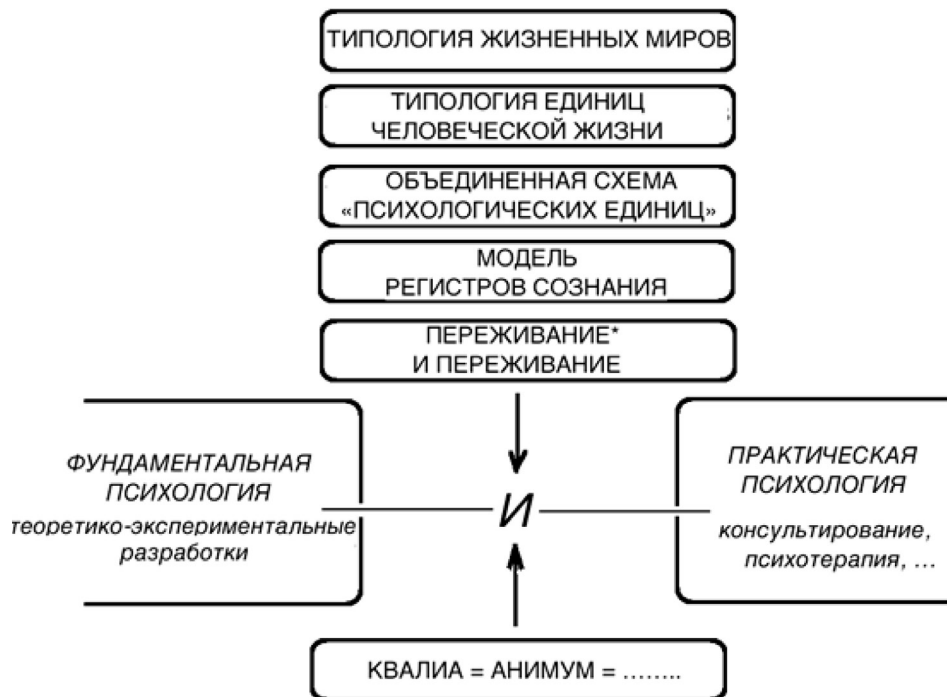 ТИПОЛОГИЯ ЖИЗНЕННЫХ МИРОВ
ТИПОЛОГИЯ ЕДИНИЦ
ЧЕЛОВЕЧЕСКОЙ ЖИЗНИ
ОБЪЕДИНЕННАЯ СХЕМА
«ПСИХОЛОГИЧЕСКИХ ЕДИНИЦ»
МОДЕЛЬ
РЕГИСТРОВ СОЗНАНИЯ
ПЕРЕЖИВАНИЕ*
И ПЕРЕЖИВАНИЕ
ФУНДАМЕНТАЛЬНАЯ
ПСИХОЛОГИЯ
теоретико-экспериментальные
разработки
И
ПРАКТИЧЕСКАЯ
ПСИХОЛОГИЯ
консультирование,
психотерапия, ...
КВАЛИА = АНИМУМ = ........